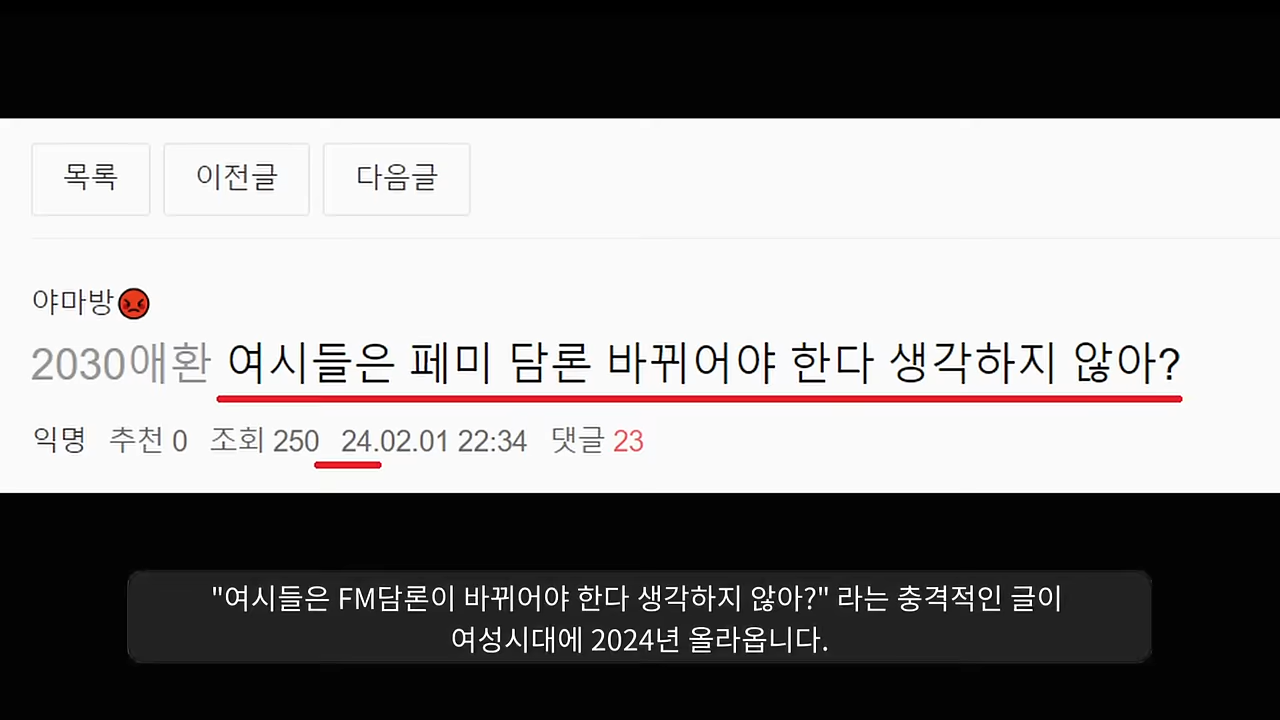 목록 이전글 다음글
야마방
2030애환 여시들은 페미 담론 바뀌어야 한다 생각하지 않아?
익명 추천 0 조회 250 24.02.01 22:34 댓글 23
"여시들은 FM담론이 바뀌어야 한다 생각하지 않아?" 라는 충격적인 글이
여성시대에 2024년 올라옵니다.